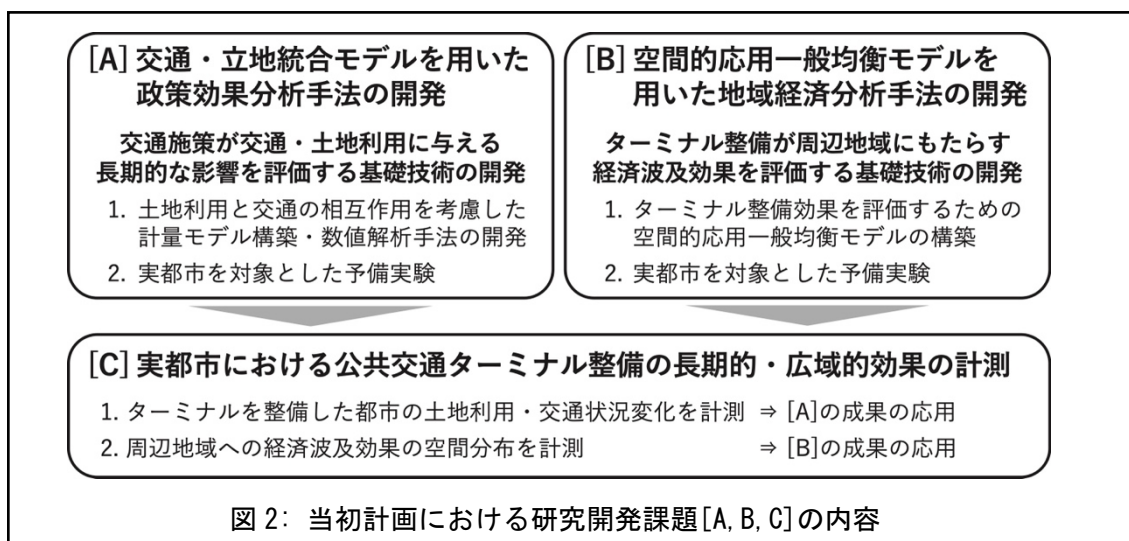 [A] 交通・立地統合モデルを用いた
政策効果分析手法の開発
交通施策が交通・土地利用に与える
長期的な影響を評価する基礎技術の開発
1. 土地利用と交通の相互作用を考慮した
計量モデル構築・数値解析手法の開発
2. 実都市を対象とした予備実験
[B] 空間的応用一般均衡モデルを
用いた地域経済分析手法の開発
ターミナル整備が周辺地域にもたらす
経済波及効果を評価する基礎技術の開発
1. ターミナル整備効果を評価するための
空間的応用一般均衡モデルの構築
2. 実都市を対象とした予備実験
[C] 実都市における公共交通ターミナル整備の長期的・広域的効果の計測
1. ターミナルを整備した都市の土地利用・交通状況変化を計測 ⇒ [A]の成果の応用
2. 周辺地域への経済波及効果の空間分布を計測 ⇒ [B]の成果の応用
図 2: 当初計画における研究開発課題[A, B, C]の内容